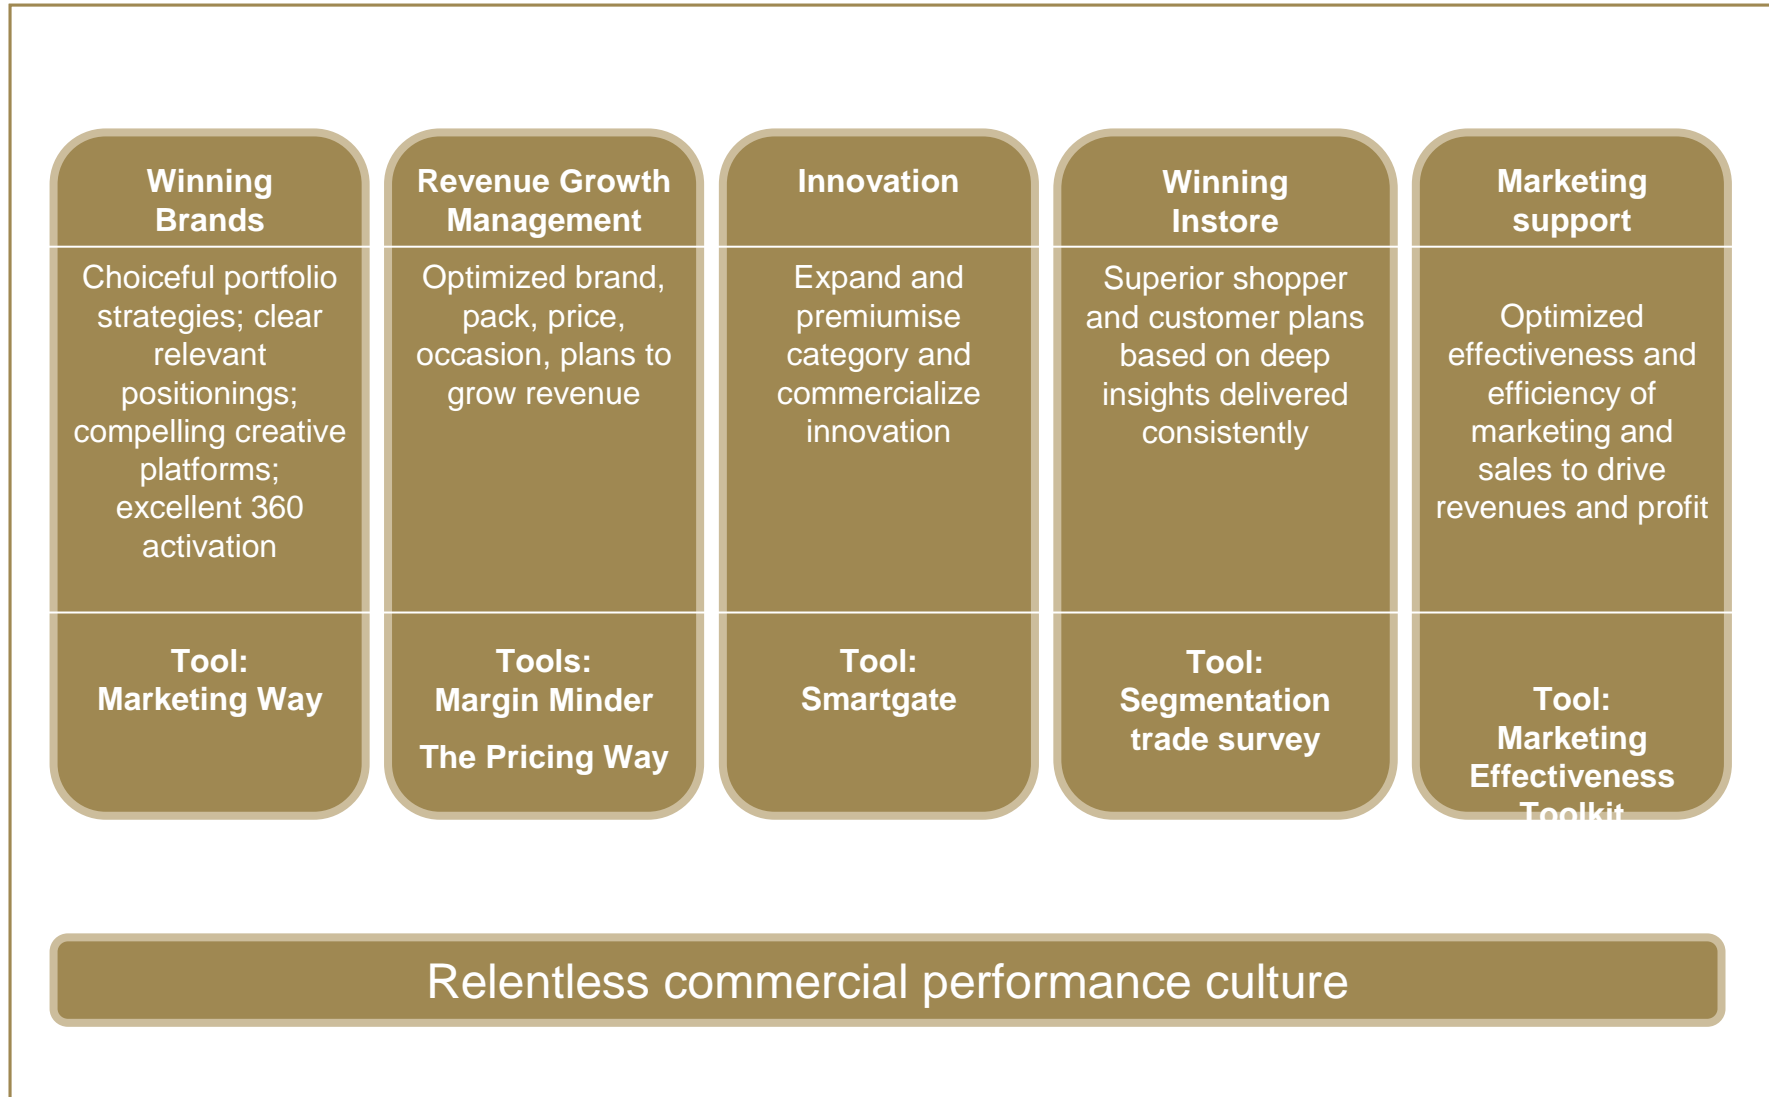 Winning
Brands
Choiceful portfolio
strategies; clear
relevant
positionings;
compelling creative
platforms;
excellent 360
activation
Tool:
Marketing Way
Revenue Growth
Management
Optimized brand,
pack, price,
occasion, plans to
grow revenue
Tools:
Margin Minder
The Pricing Way
Innovation
Expand and
premiumise
category and
commercialize
innovation
Tool:
Smartgate
Winning
Instore
Superior shopper
and customer plans
based on deep
insights delivered
consistently
Tool:
Segmentation
trade survey
Marketing
support
Optimized
effectiveness and
efficiency of
marketing and
sales to drive
revenues and profit
Tool:
Marketing
Effectiveness
Toolkit
Relentless commercial performance culture